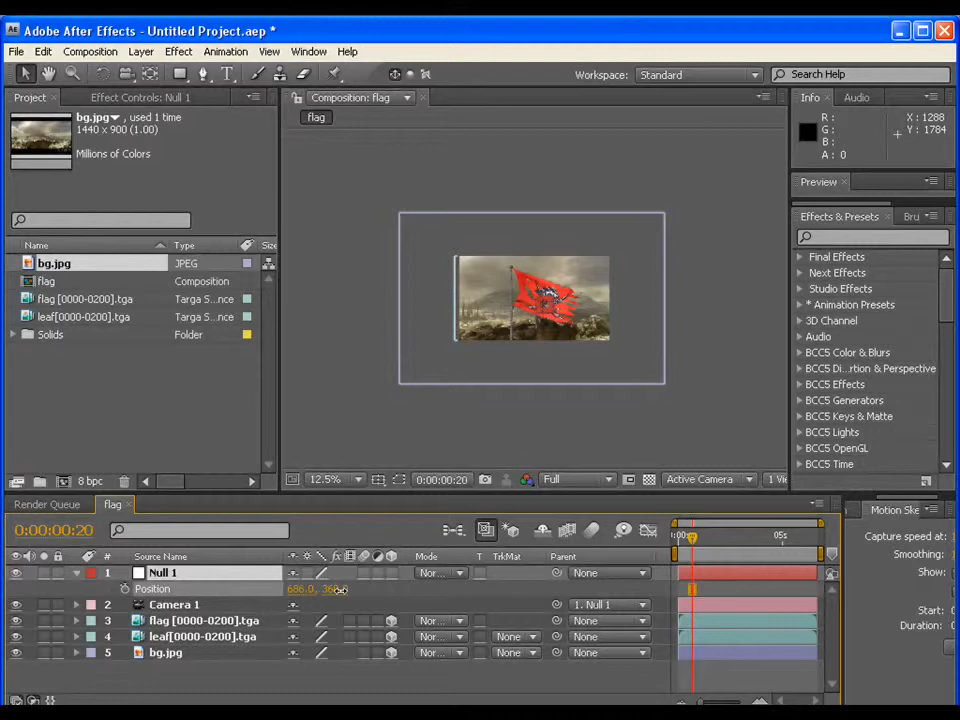 Adobe After Effects - Untitled Project.aep *
File Edit Composition Layer Effect Animation View Window Help
Workspace: Standard Search Help
Project Effect Controls: Null 1
Composition: flag
Info Audio
flag
bg.jpg , used 1 time
1440 x 900 (1.00)
Millions of Colors
R :
G :
B :
A : 0
X : 1288
Y : 1784
Preview
Effects & Presets Bru
Name Type Size
bg.jpg JPEG
flag Composition
flag [0000-0200].tga Targa S...nce
leaf[0000-0200].tga Targa S...nce
Solids Folder
Final Effects
Next Effects
Studio Effects
* Animation Presets
3D Channel
Audio
BCC5 Color & Blurs
BCC5 Di...rtion & Perspective
BCC5 Effects
BCC5 Generators
BCC5 Keys & Matte
BCC5 Lights
BCC5 OpenGL
BCC5 Time
8 bpc
12.5% 0:00:00:20 Full Active Camera 1 Vi
Render Queue flag
Motion Sk
0:00:00:20
:00s 05s
Capture speed at
Smoothing:
Show:
Start:
Duration:
# Source Name Mode T TrkMat Parent
1 Null 1 Nor... None
Position 686.0,
2 Camera 1 1. Null 1
3 flag [0000-0200].tga Nor... None
4 leaf[0000-0200].tga Nor... None None
5 bg.jpg Nor... None None